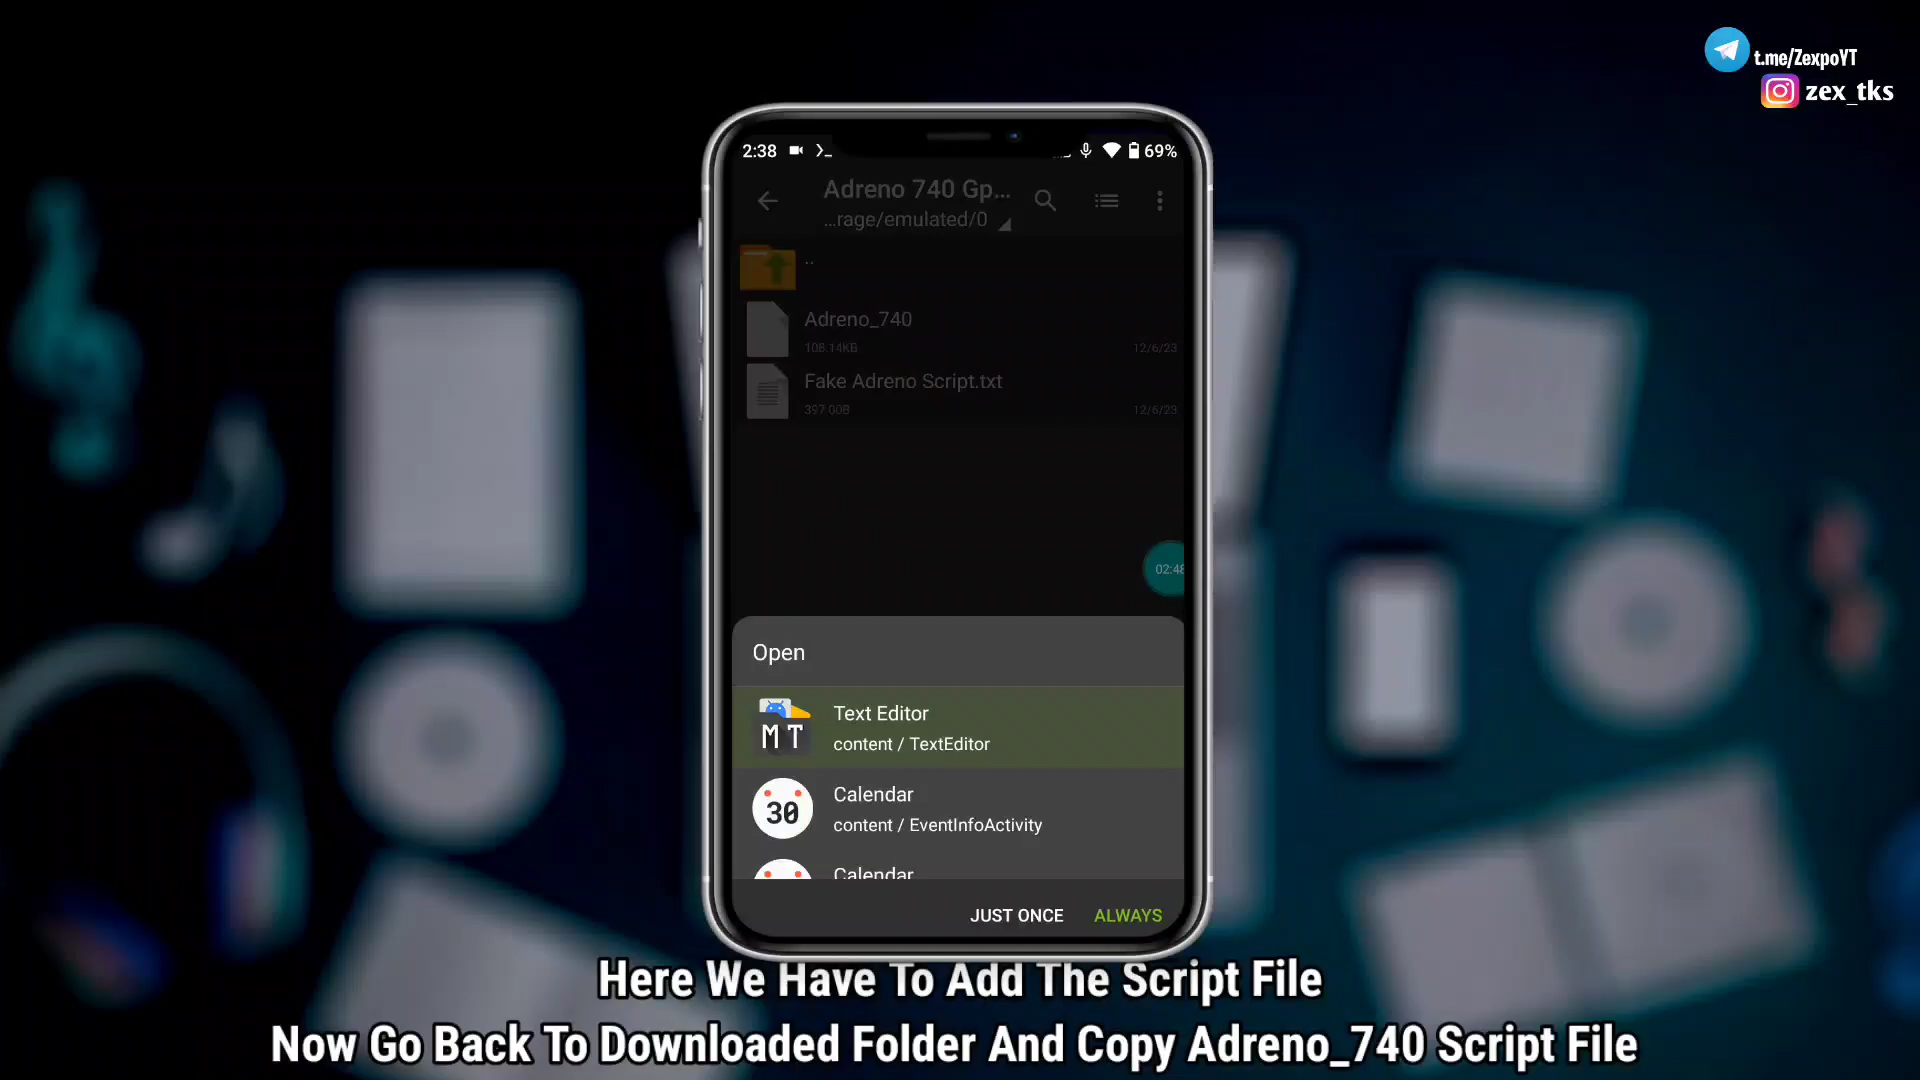 t.me/ZexpoYT
zex_tks
2:38
69%
Adreno 740 Gp...
...rage/emulated/0
..
Adreno_740
108.14KB
12/6/23
Fake Adreno Script.txt
397.00B
12/6/23
02:48
Open
MT
Text Editor
content / TextEditor
30
Calendar
content / EventInfoActivity
Calendar
JUST ONCE
ALWAYS
Here We Have To Add The Script File
Now Go Back To Downloaded Folder And Copy Adreno_740 Script File